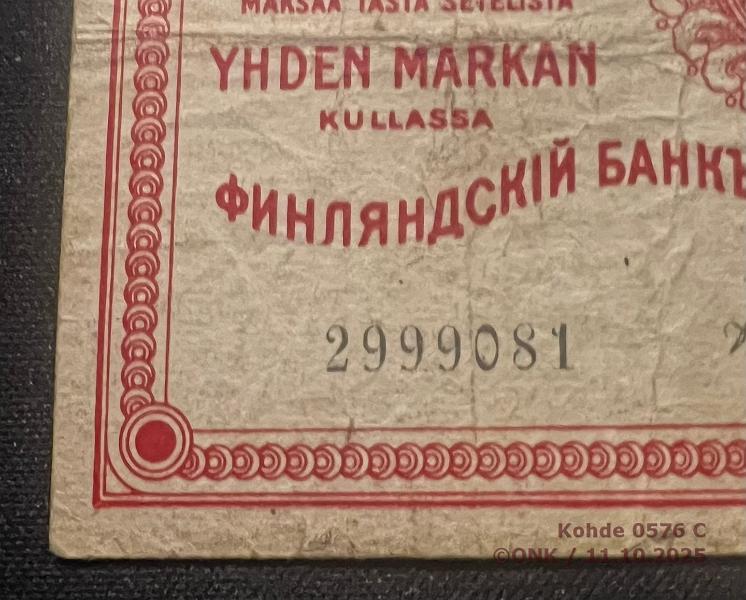 MAKSAA TÄSTÄ SETELISTÄ
YHDEN MARKAN
KULLASSA
ФИНЛЯНДСКІЙ БАНКЪ
2999081
Kohde 0576 C
©ONK / 11.10.2025